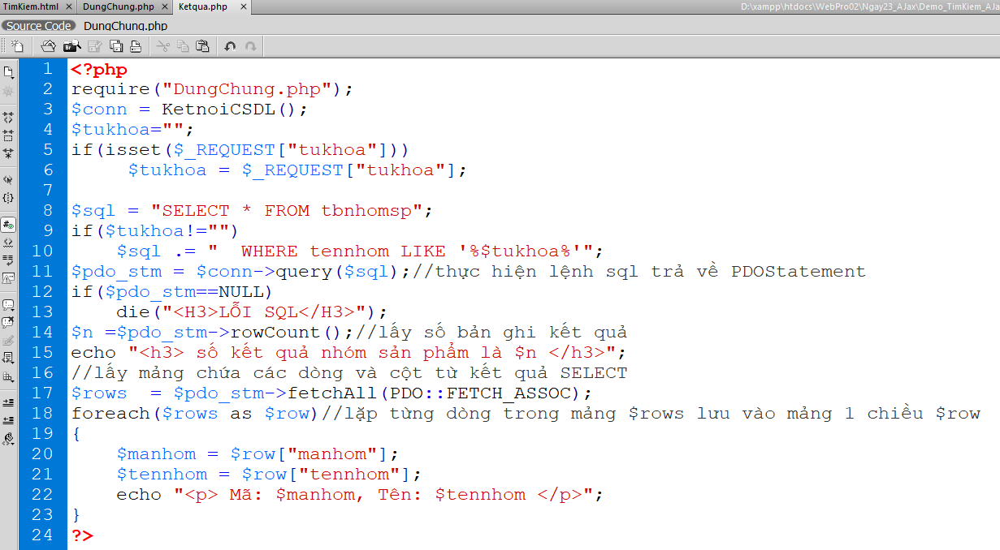 TimKiem.html × DungChung.php × Ketqua.php × D:\xampp\htdocs\WebPro02\Ngay23_AJax\Demo_TimKiem_AJa
Source Code DungChung.php
1 <?php
2 require("DungChung.php");
3 $conn = KetnoiCSDL();
4 $tukhoa="";
5 if(isset($_REQUEST["tukhoa"]))
6 $tukhoa = $_REQUEST["tukhoa"];
7
8 $sql = "SELECT * FROM tbnhomsp";
9 if($tukhoa!="")
10 $sql .= "  WHERE tennhom LIKE '%$tukhoa%'";
11 $pdo_stm = $conn->query($sql);//thực hiện lệnh sql trả về PDOStatement
12 if($pdo_stm==NULL)
13 die("<H3>LỖI SQL</H3>");
14 $n =$pdo_stm->rowCount();//lấy số bản ghi kết quả
15 echo "<h3> số kết quả nhóm sản phẩm là $n </h3>";
16 //lấy mảng chứa các dòng và cột từ kết quả SELECT
17 $rows  = $pdo_stm->fetchAll(PDO::FETCH_ASSOC);
18 foreach($rows as $row)//lặp từng dòng trong mảng $rows lưu vào mảng 1 chiều $row
19 {
20 $manhom = $row["manhom"];
21 $tennhom = $row["tennhom"];
22 echo "<p> Mã: $manhom, Tên: $tennhom </p>";
23 }
24 ?>